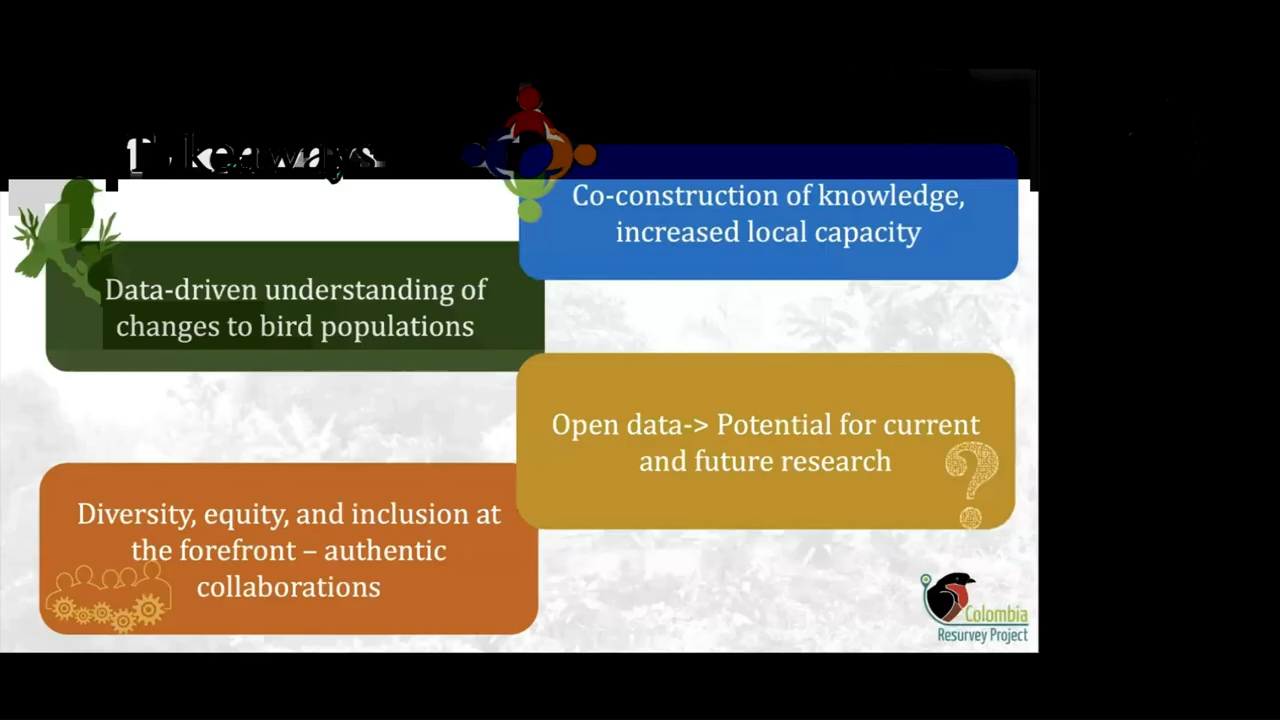 Takeaways
Co-construction of knowledge,
increased local capacity
Data-driven understanding of
changes to bird populations
Open data-> Potential for current
and future research
Diversity, equity, and inclusion at
the forefront – authentic
collaborations
Colombia
Resurvey Project